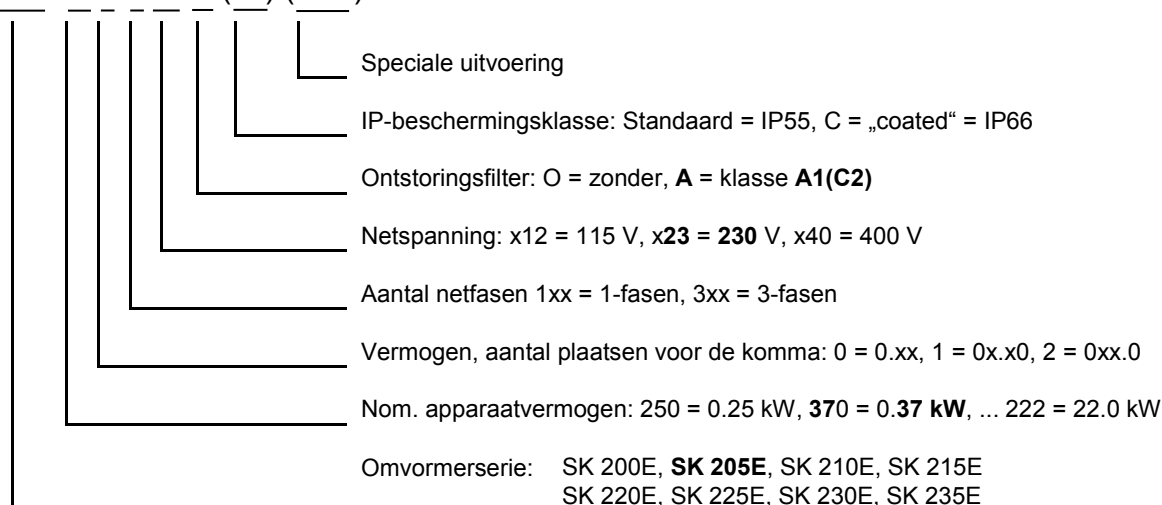 Speciale uitvoering
IP-beschermingsklasse: Standaard = IP55, C = „coated“ = IP66
Ontstoringsfilter: O = zonder, A = klasse A1(C2)
Netspanning: x12 = 115 V, x23 = 230 V, x40 = 400 V
Aantal netfasen 1xx = 1-fasen, 3xx = 3-fasen
Vermogen, aantal plaatsen voor de komma: 0 = 0.xx, 1 = 0x.x0, 2 = 0xx.0
Nom. apparaatvermogen: 250 = 0.25 kW, 370 = 0.37 kW, ... 222 = 22.0 kW
Omvormerserie: SK 200E, SK 205E, SK 210E, SK 215E
SK 220E, SK 225E, SK 230E, SK 235E